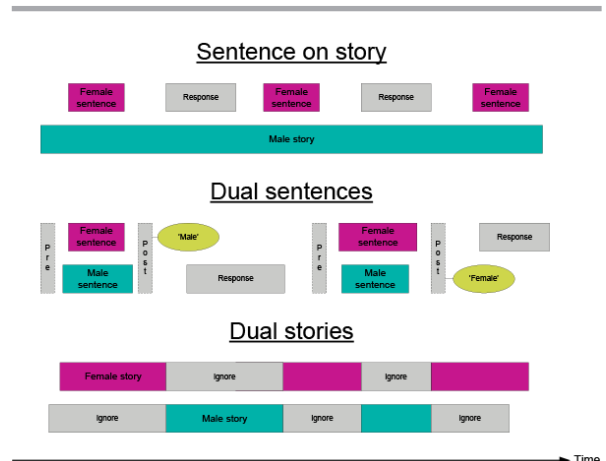 Sentence on story
Female
sentence
Response
Female
sentence
Response
Female
sentence
Male story
Dual sentences
Pre
Female
sentence
Male
sentence
Post
'Male'
Response
Pre
Female
sentence
Male
sentence
Post
'Female'
Response
Dual stories
Female story
Ignore
Ignore
Ignore
Male story
Ignore
Ignore
Time